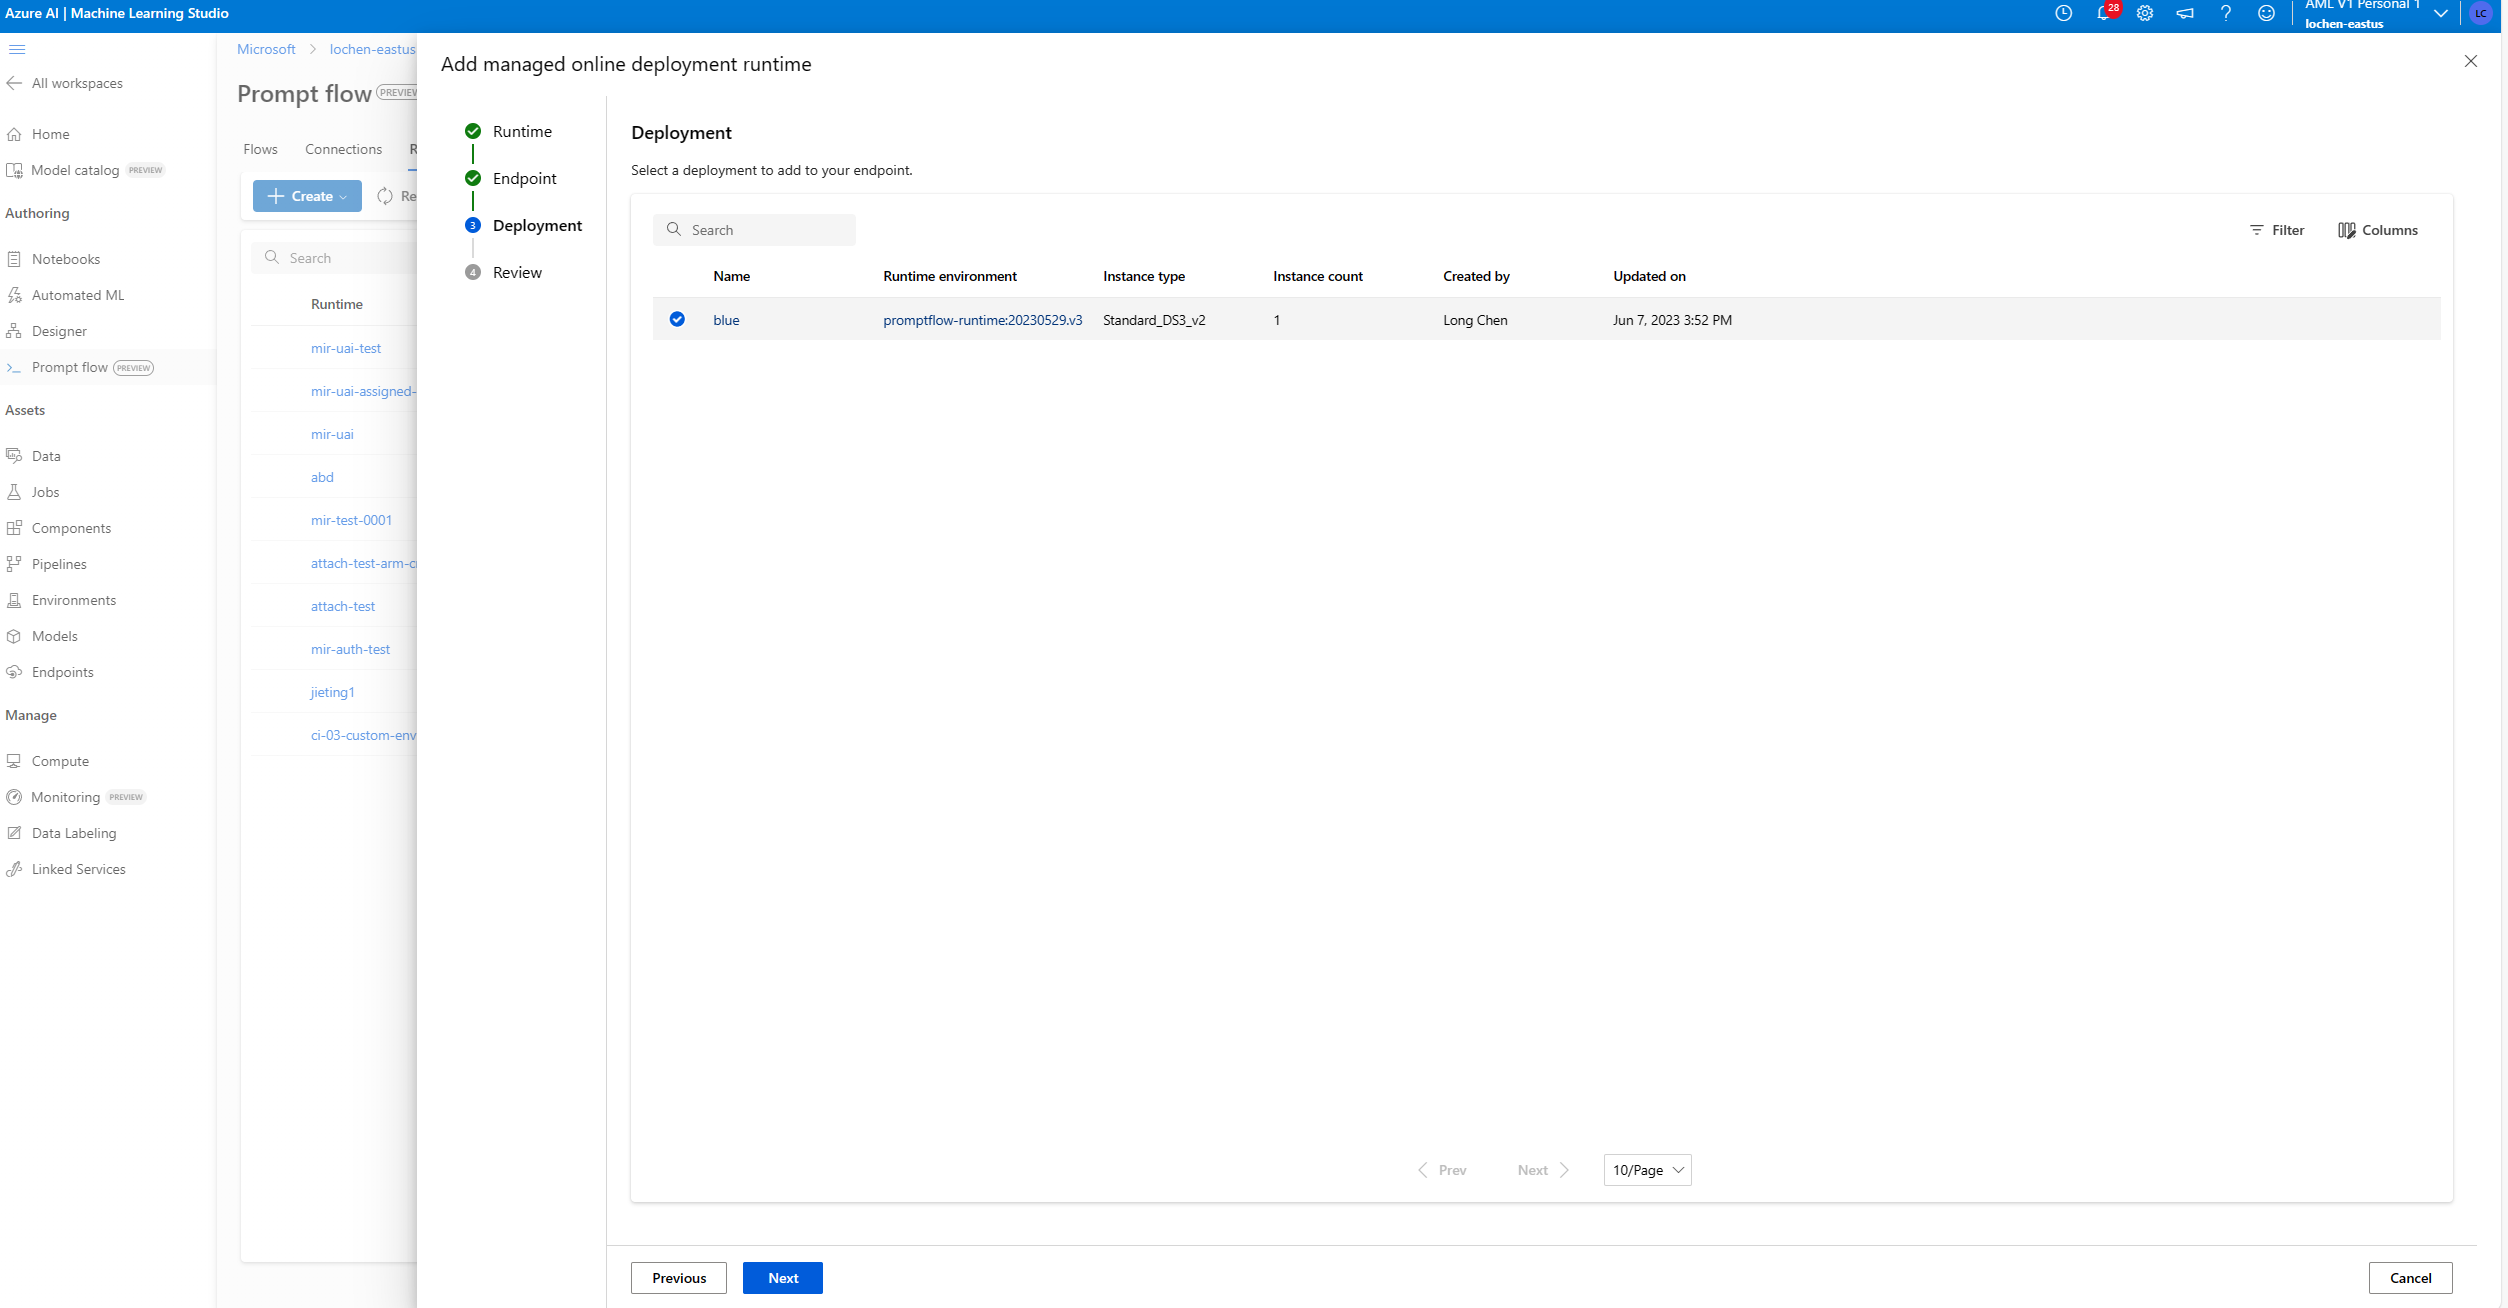 Azure AI | Machine Learning Studio
28
AML V1 Personal 1
lochen-eastus
LC
All workspaces
Home
Model catalog PREVIEW
Authoring
Notebooks
Automated ML
Designer
Prompt flow PREVIEW
Assets
Data
Jobs
Components
Pipelines
Environments
Models
Endpoints
Manage
Compute
Monitoring PREVIEW
Data Labeling
Linked Services
Microsoft > lochen-eastus
Prompt flow PREVIEW
Flows Connections R
Create Re
Search
Runtime
mir-uai-test
mir-uai-assigned-
mir-uai
abd
mir-test-0001
attach-test-arm-c
attach-test
mir-auth-test
jieting1
ci-03-custom-env
Add managed online deployment runtime
Runtime
Endpoint
3 Deployment
4 Review
Deployment
Select a deployment to add to your endpoint.
Search
Filter Columns
Name Runtime environment Instance type Instance count Created by Updated on
blue promptflow-runtime:20230529.v3 Standard_DS3_v2 1 Long Chen Jun 7, 2023 3:52 PM
Prev Next 10/Page
Previous Next Cancel